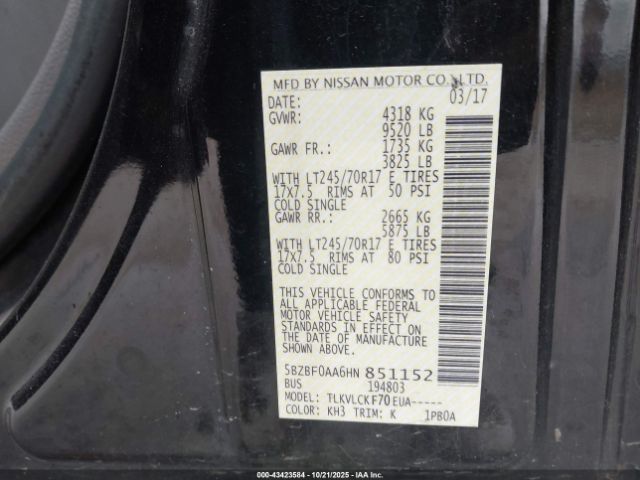 MFD BY NISSAN MOTOR CO., LTD.
DATE: 03/17
GVWR: 4318 KG
9520 LB
GAWR FR.: 1735 KG
3825 LB
WITH LT245/70R17 E TIRES
17X7.5 RIMS AT 50 PSI
COLD SINGLE
GAWR RR.: 2665 KG
5875 LB
WITH LT245/70R17 E TIRES
17X7.5 RIMS AT 80 PSI
COLD SINGLE
THIS VEHICLE CONFORMS TO
ALL APPLICABLE FEDERAL
MOTOR VEHICLE SAFETY
STANDARDS IN EFFECT ON
THE DATE OF MANUFACTURE
SHOWN ABOVE.
5BZBF0AA6HN851152
BUS 194803
MODEL: TLKVLCKF70EUA-----
COLOR: KH3 TRIM: K 1PB0A
000-43423584 - 10/21/2025 - IAA Inc.